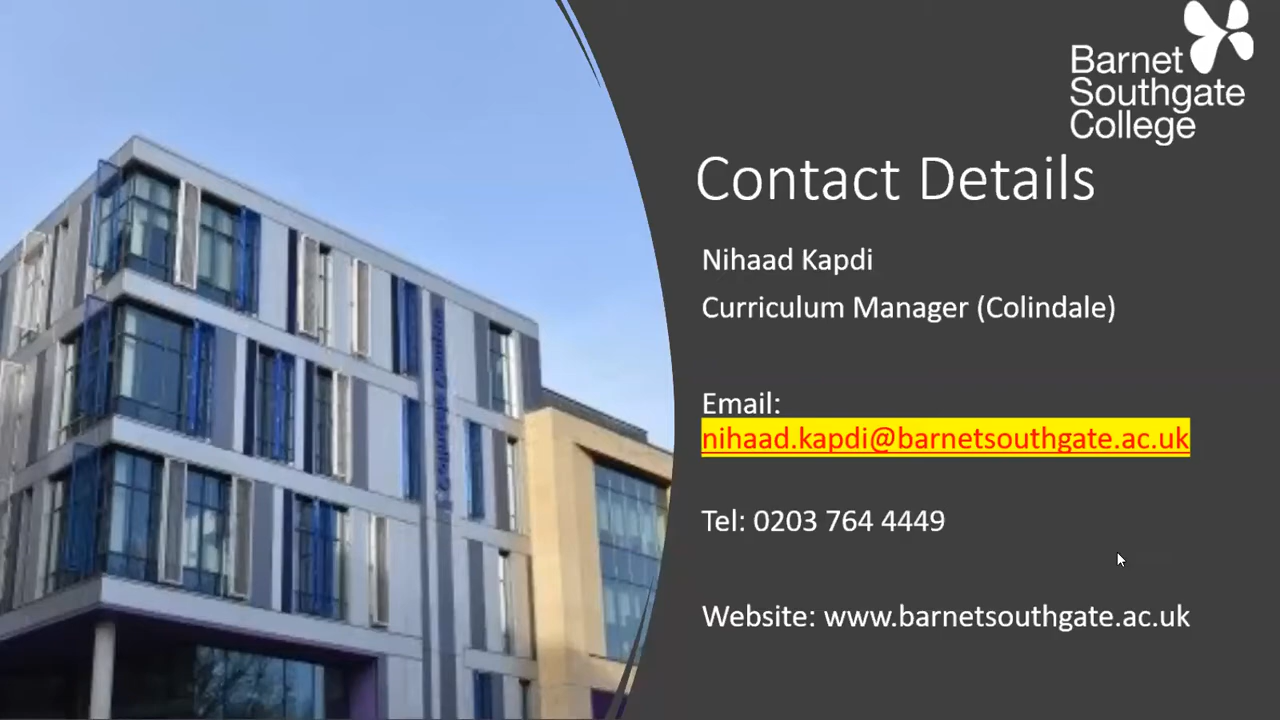 Barnet
Southgate
College
Contact Details
Nihaad Kapdi
Curriculum Manager (Colindale)
Email:
nihaad.kapdi@barnetsouthgate.ac.uk
Tel: 0203 764 4449
Website: www.barnetsouthgate.ac.uk